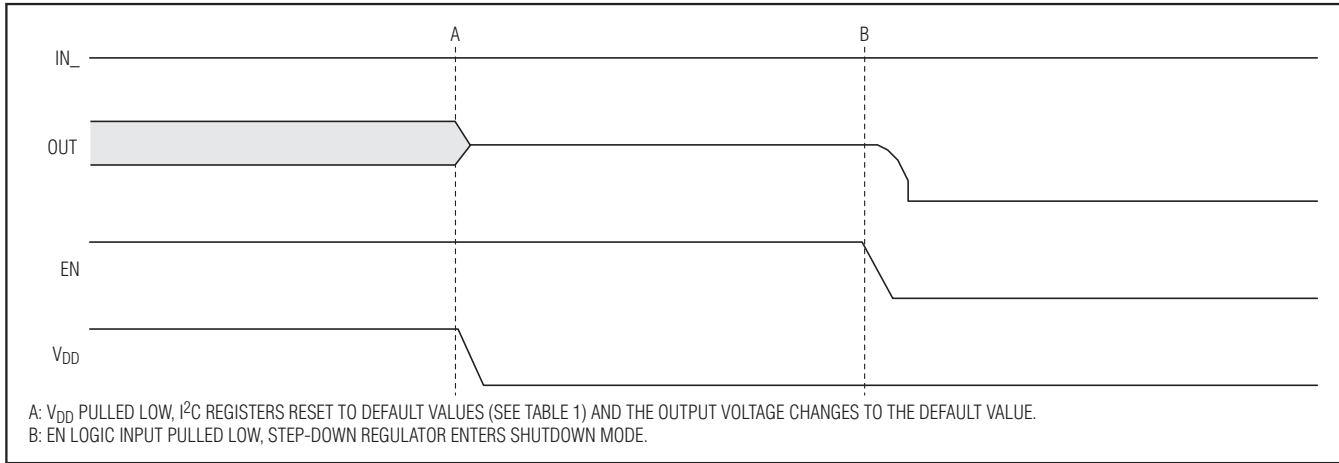 A
B
IN_
OUT
EN
VDD
A: VDD PULLED LOW, I2C REGISTERS RESET TO DEFAULT VALUES (SEE TABLE 1) AND THE OUTPUT VOLTAGE CHANGES TO THE DEFAULT VALUE.
B: EN LOGIC INPUT PULLED LOW, STEP-DOWN REGULATOR ENTERS SHUTDOWN MODE.